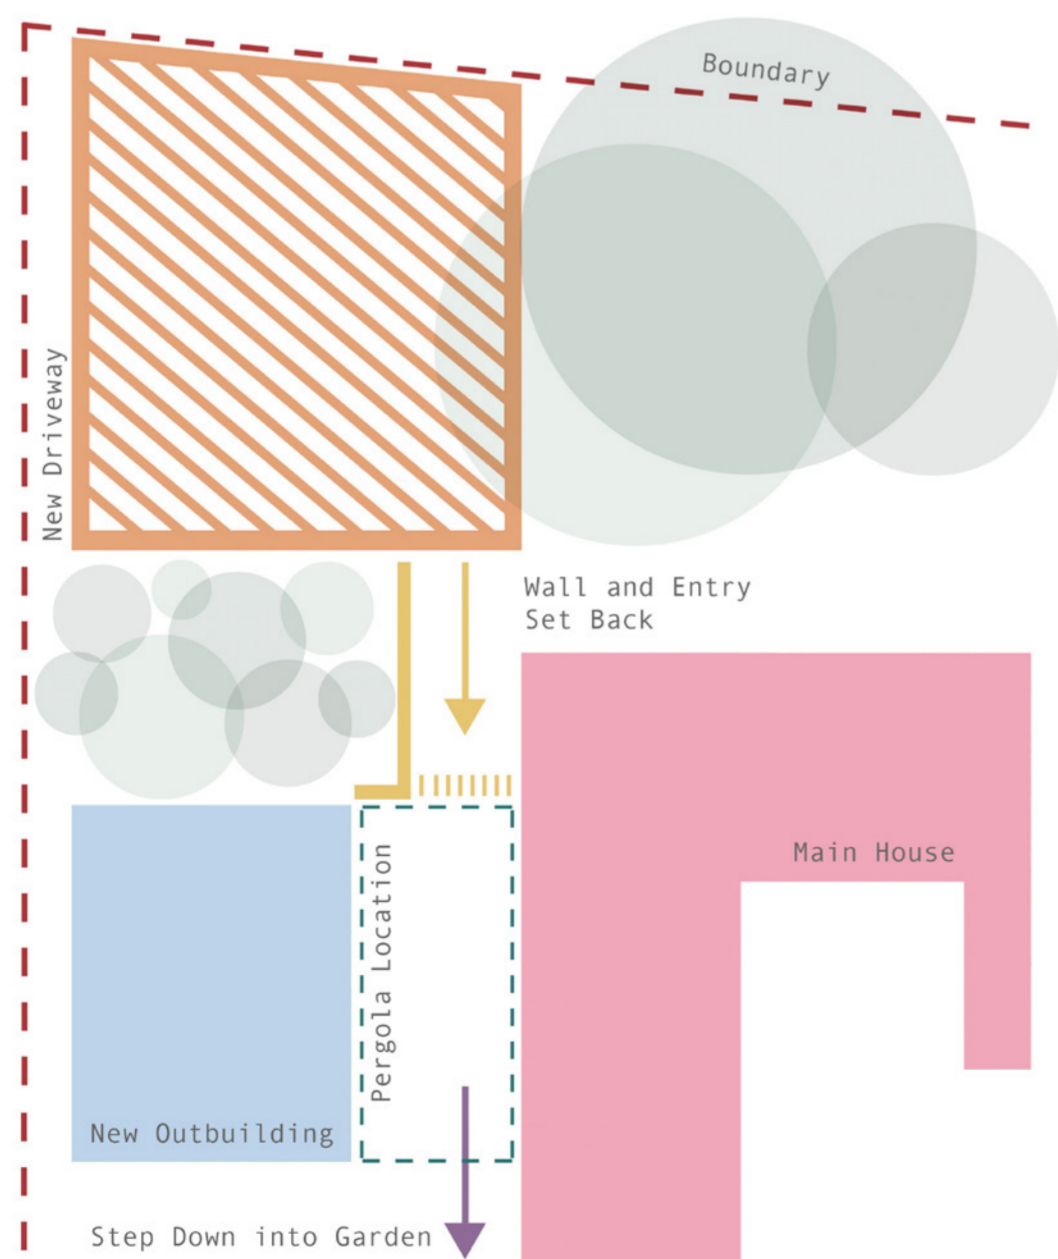 Boundary
New Driveway
Wall and Entry
Set Back
Main House
Pergola Location
New Outbuilding
Step Down into Garden